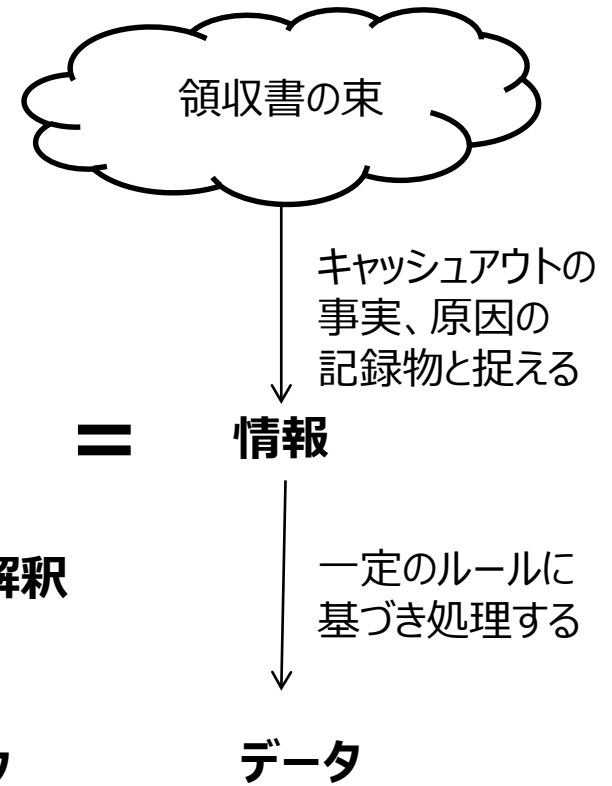 領収書の束
キャッシュアウトの
事実、原因の
記録物と捉える
= 情報
解釈
一定のルールに
基づき処理する
データ